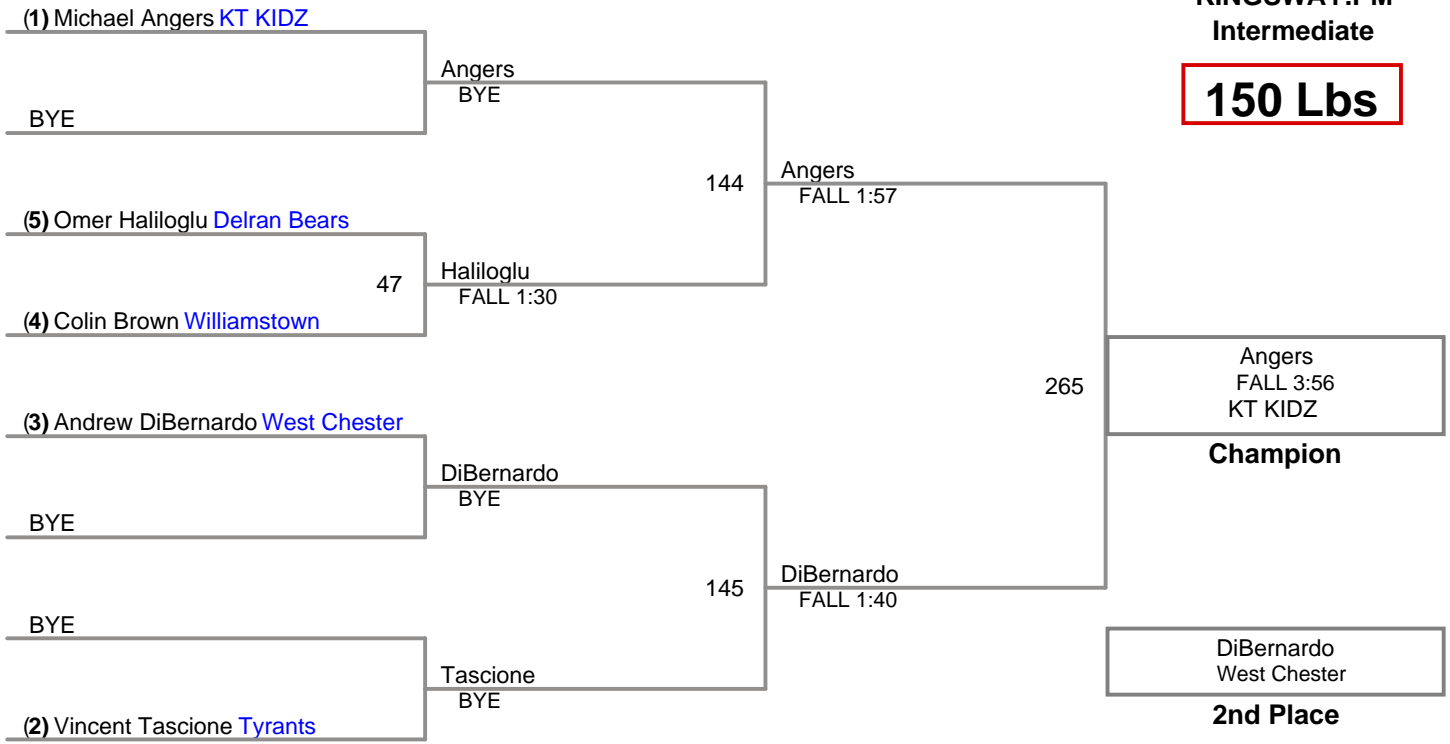 KINGSWAY.PM
Intermediate
150 Lbs
(1) Michael Angers KT KIDZ
Angers
BYE
BYE
144
Angers
FALL 1:57
(5) Omer Haliloglu Delran Bears
47
Haliloglu
FALL 1:30
(4) Colin Brown Williamstown
265
Angers
FALL 3:56
KT KIDZ
Champion
(3) Andrew DiBernardo West Chester
DiBernardo
BYE
BYE
145
DiBernardo
FALL 1:40
BYE
Tascione
BYE
(2) Vincent Tascione Tyrants
DiBernardo
West Chester
2nd Place